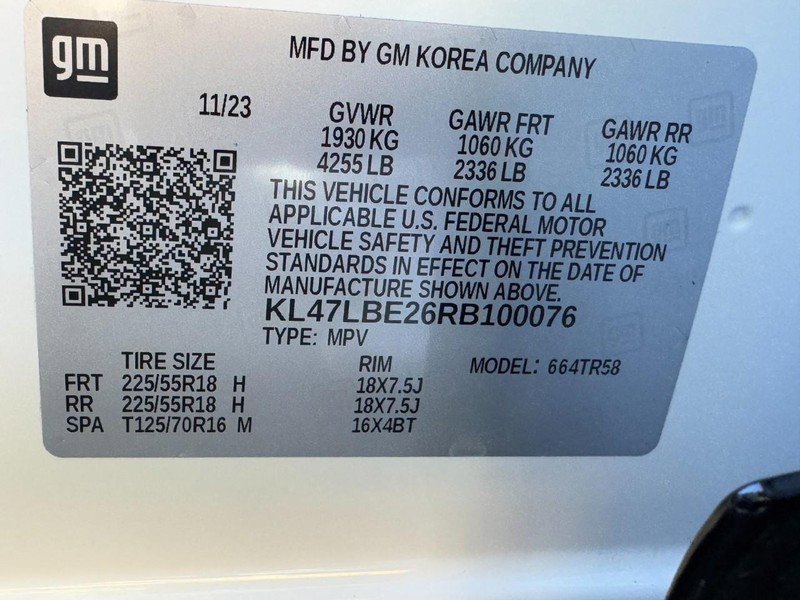 gm
MFD BY GM KOREA COMPANY
11/23 GVWR GAWR FRT GAWR RR
1930 KG 1060 KG 1060 KG
4255 LB 2336 LB 2336 LB
THIS VEHICLE CONFORMS TO ALL
APPLICABLE U.S. FEDERAL MOTOR
VEHICLE SAFETY AND THEFT PREVENTION
STANDARDS IN EFFECT ON THE DATE OF
MANUFACTURE SHOWN ABOVE.
KL47LBE26RB100076
TYPE: MPV
TIRE SIZE RIM MODEL: 664TR58
FRT 225/55R18 H 18X7.5J
RR 225/55R18 H 18X7.5J
SPA T125/70R16 M 16X4BT